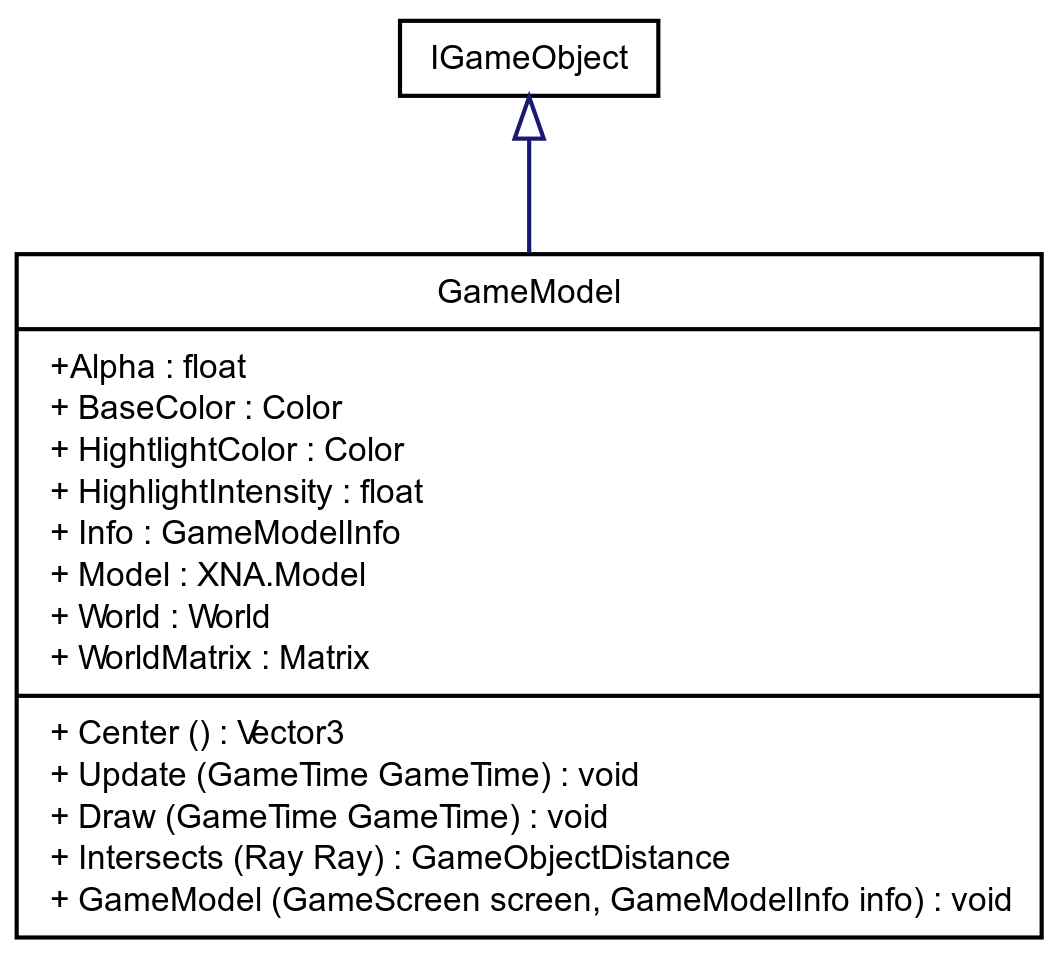 IGameObject
GameModel
+Alpha : float
+ BaseColor : Color
+ HightlightColor : Color
+ HighlightIntensity : float
+ Info : GameModelInfo
+ Model : XNA.Model
+ World : World
+ WorldMatrix : Matrix
+ Center () : Vector3
+ Update (GameTime GameTime) : void
+ Draw (GameTime GameTime) : void
+ Intersects (Ray Ray) : GameObjectDistance
+ GameModel (GameScreen screen, GameModelInfo info) : void